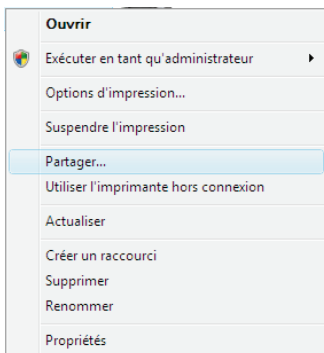 Ouvrir
Exécuter en tant qu'administrateur
Options d'impression...
Suspendre l'impression
Partager...
Utiliser l'imprimante hors connexion
Actualiser
Créer un raccourci
Supprimer
Renommer
Propriétés